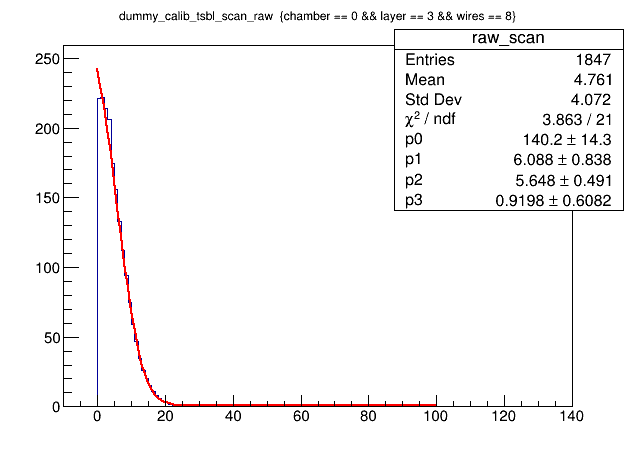 dummy_calib_tsbl_scan_raw {chamber == 0 && layer == 3 && wires == 8}
raw_scan
Entries 1847
Mean 4.761
Std Dev 4.072
χ² / ndf 3.863 / 21
p0 140.2 ± 14.3
p1 6.088 ± 0.838
p2 5.648 ± 0.491
p3 0.9198 ± 0.6082
250
200
150
100
50
0
0 20 40 60 80 100 120 140